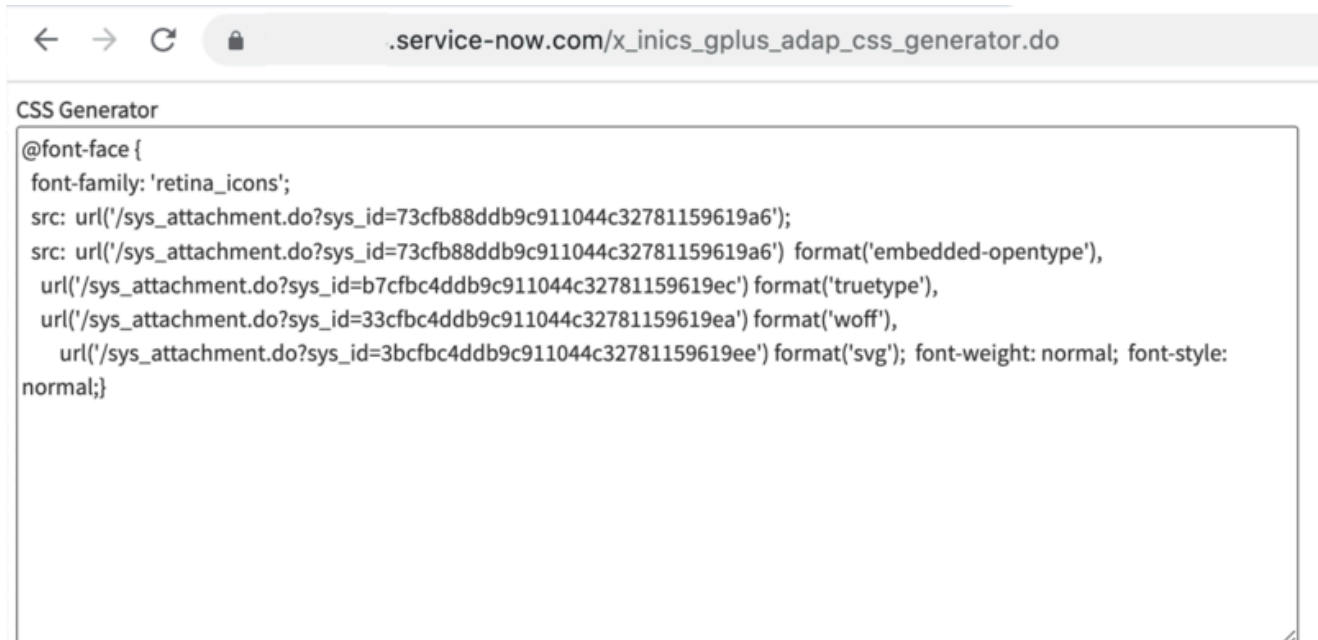 .service-now.com/x_inics_gplus_adap_css_generator.do
CSS Generator
@font-face {
font-family: 'retina_icons';
src: url('/sys_attachment.do?sys_id=73cfb88ddb9c911044c32781159619a6');
src: url('/sys_attachment.do?sys_id=73cfb88ddb9c911044c32781159619a6') format('embedded-opentype'),
url('/sys_attachment.do?sys_id=b7cfbc4ddb9c911044c32781159619ec') format('truetype'),
url('/sys_attachment.do?sys_id=33cfbc4ddb9c911044c32781159619ea') format('woff'),
url('/sys_attachment.do?sys_id=3bcfbc4ddb9c911044c32781159619ee') format('svg'); font-weight: normal; font-style:
normal;}